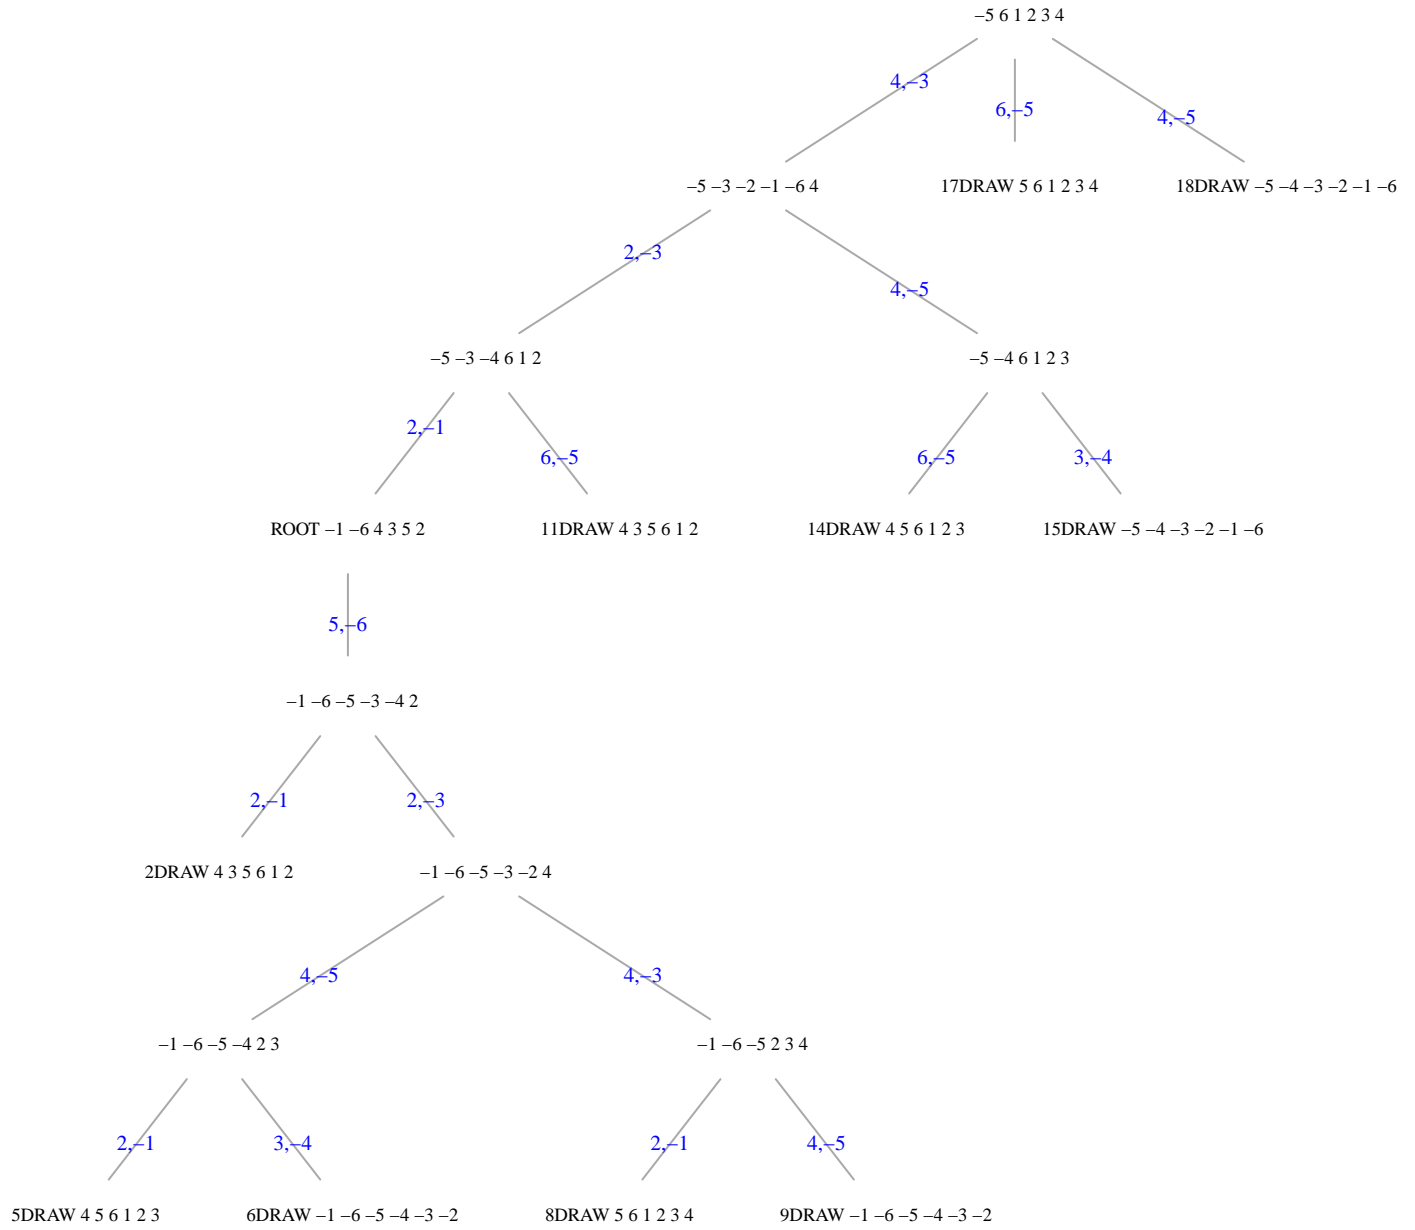 –5 6 1 2 3 4
4,–3
6,–5
4,–5
–5 –3 –2 –1 –6 4
17DRAW 5 6 1 2 3 4
18DRAW –5 –4 –3 –2 –1 –6
2,–3
4,–5
–5 –3 –4 6 1 2
–5 –4 6 1 2 3
2,–1
6,–5
6,–5
3,–4
ROOT –1 –6 4 3 5 2
11DRAW 4 3 5 6 1 2
14DRAW 4 5 6 1 2 3
15DRAW –5 –4 –3 –2 –1 –6
5,–6
–1 –6 –5 –3 –4 2
2,–1
2,–3
2DRAW 4 3 5 6 1 2
–1 –6 –5 –3 –2 4
4,–5
4,–3
–1 –6 –5 –4 2 3
–1 –6 –5 2 3 4
2,–1
3,–4
2,–1
4,–5
5DRAW 4 5 6 1 2 3
6DRAW –1 –6 –5 –4 –3 –2
8DRAW 5 6 1 2 3 4
9DRAW –1 –6 –5 –4 –3 –2